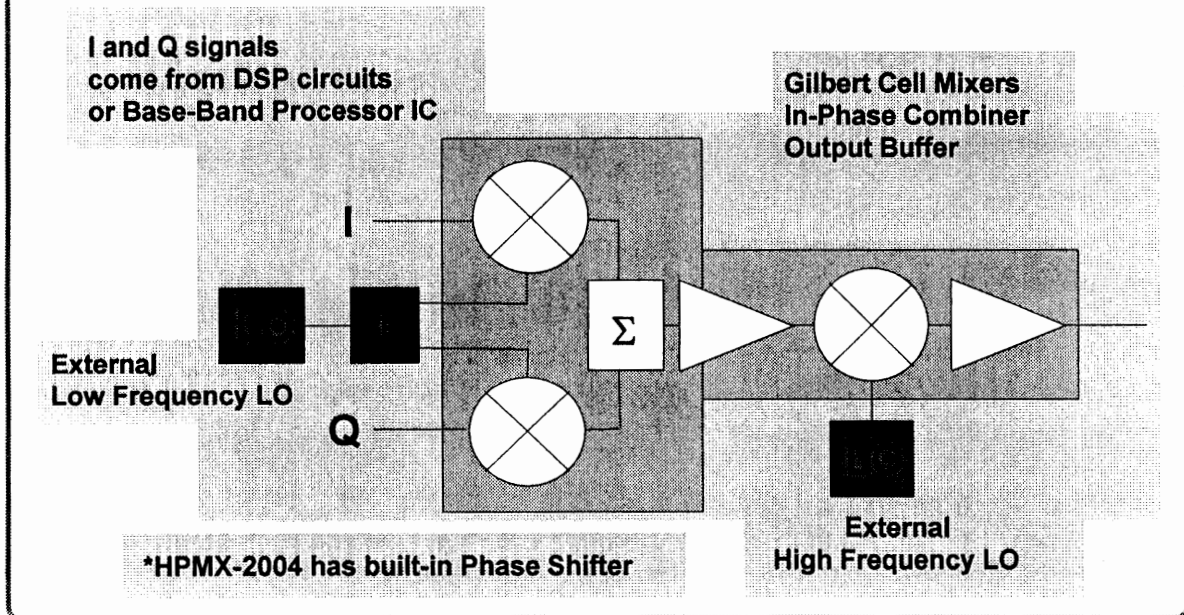 I and Q signals
come from DSP circuits
or Base-Band Processor IC
Gilbert Cell Mixers
In-Phase Combiner
Output Buffer
I
Σ
External
Low Frequency LO
Q
External
High Frequency LO
*HPMX-2004 has built-in Phase Shifter